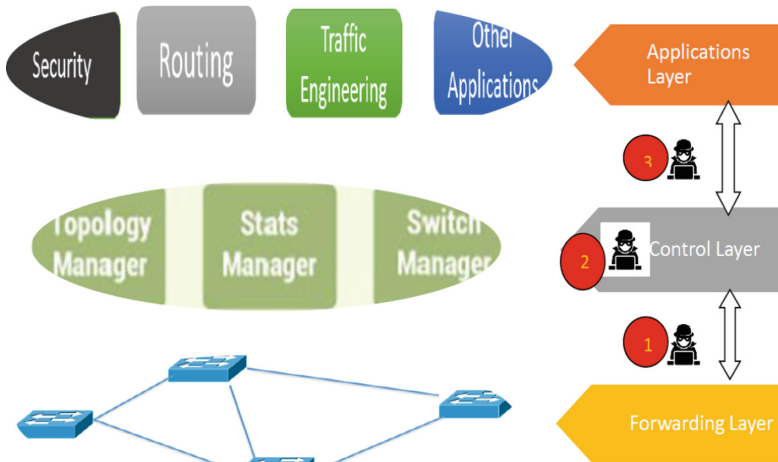 Security
Routing
Traffic
Engineering
Other
Applications
Applications
Layer
3
Topology
Manager
Stats
Manager
Switch
Manager
2
Control Layer
1
Forwarding Layer